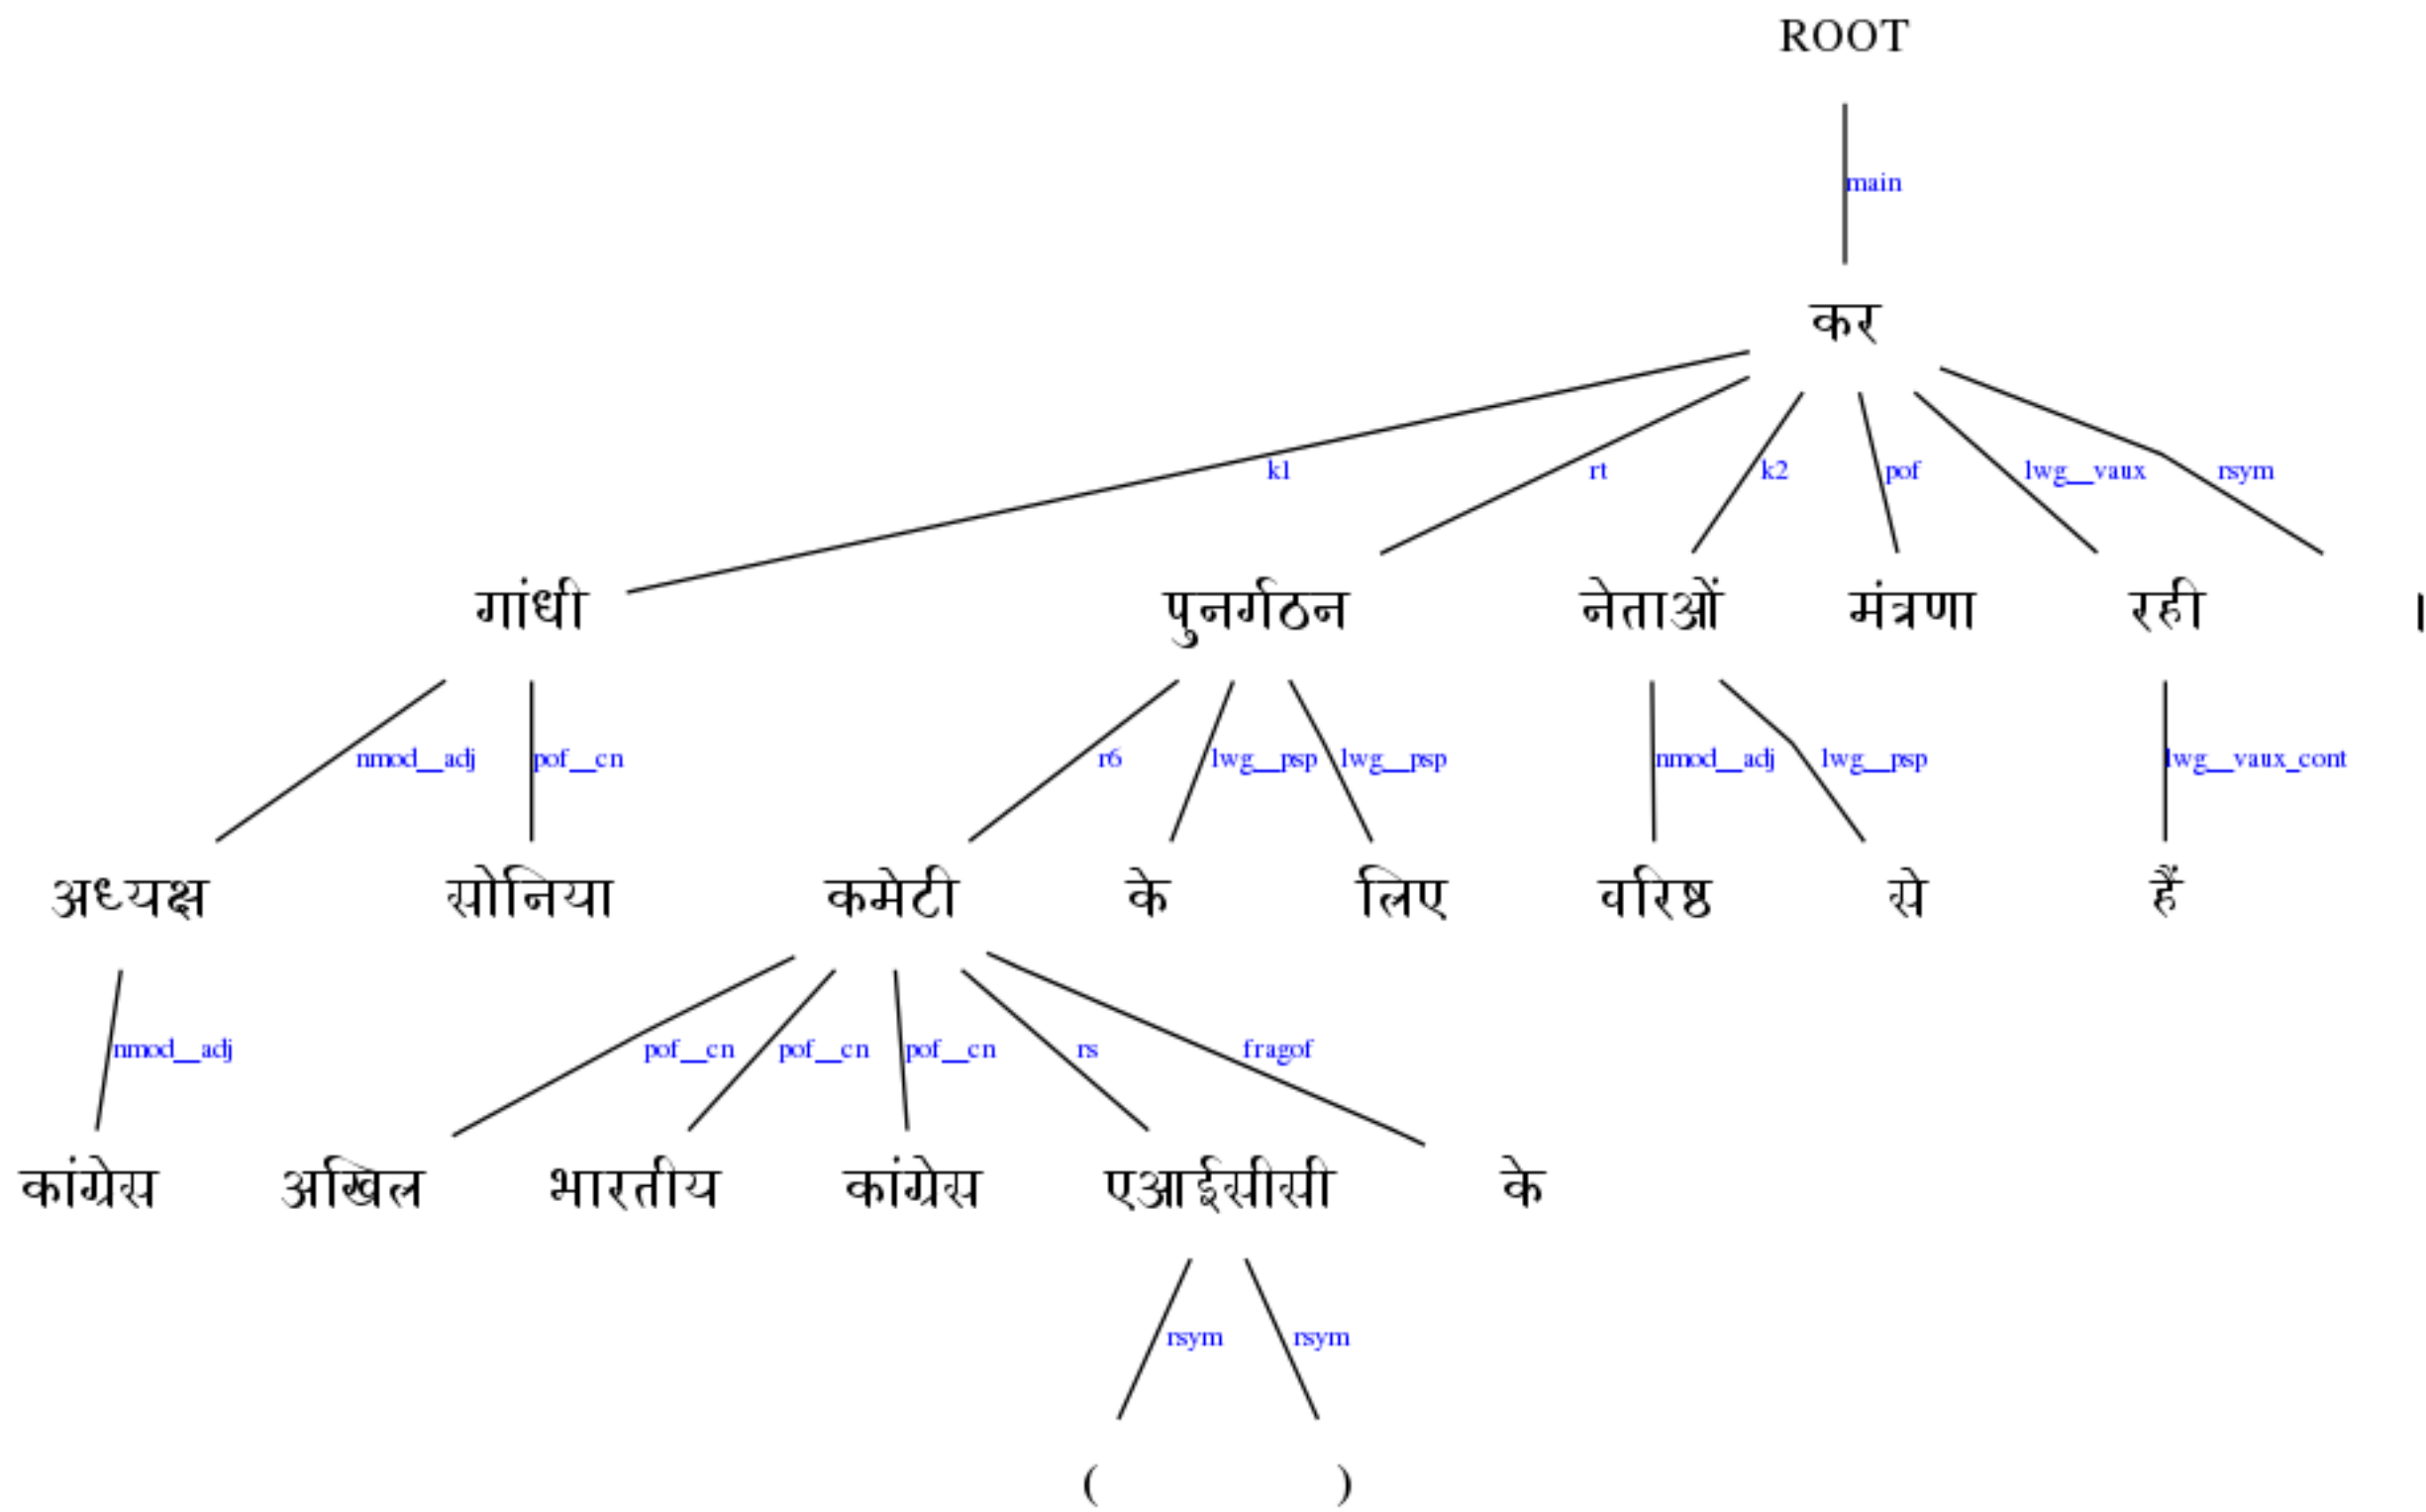 ROOT
main
कर
k1 rt k2 pof lwg__vaux rsym
गांधी पुनर्गठन नेताओं मंत्रणा रही ।
nmod__adj pof__cn r6 lwg__psp lwg__psp nmod__adj lwg__psp lwg__vaux_cont
अध्यक्ष सोनिया कमेटी के लिए वरिष्ठ से हैं
nmod__adj pof__cn pof__cn pof__cn rs fragof
कांग्रेस अखिल भारतीय कांग्रेस एआईसीसी के
rsym rsym
( )